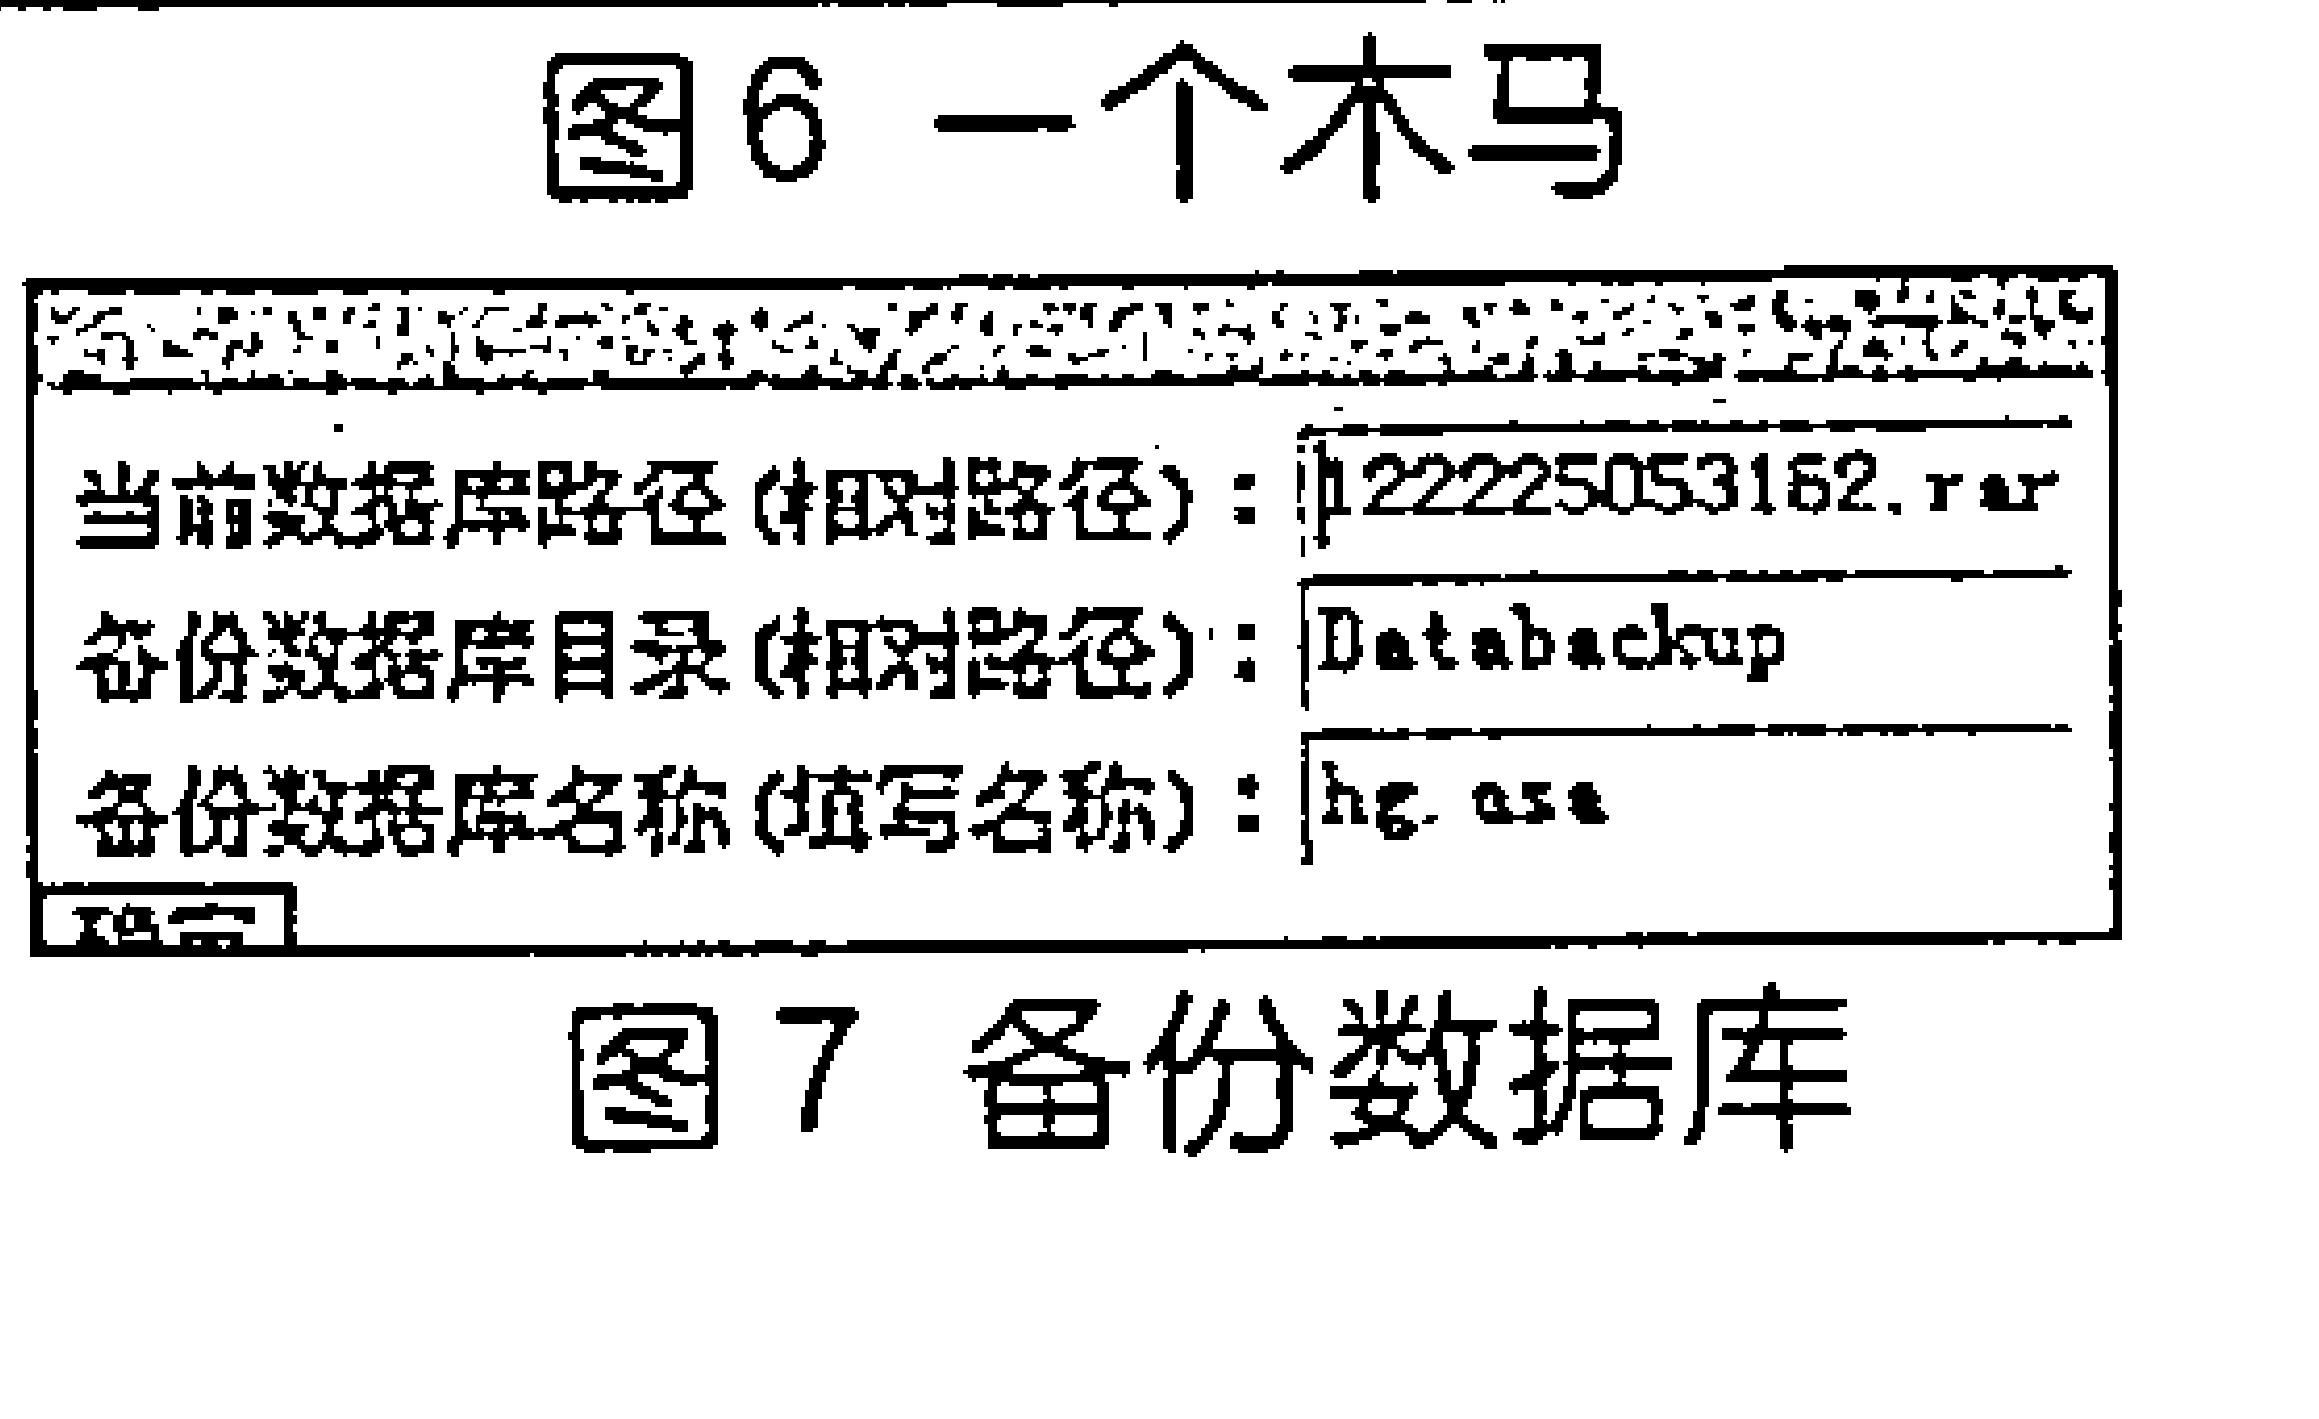 图6 一个木马
当前数据库路径(相对路径): 122225053162.rar
备份数据库目录(相对路径): Databackup
备份数据库名称(填写名称): hg.asa
图7 备份数据库